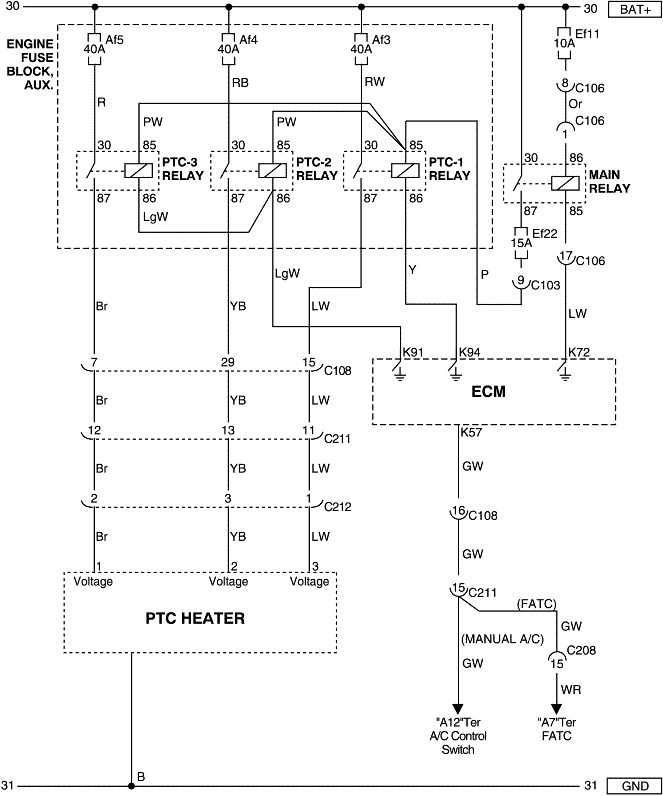 30 30 BAT+
ENGINE FUSE BLOCK, AUX.
Af5 40A
Af4 40A
Af3 40A
Ef11 10A
8 C106
Or
C106
1
R RB RW
PW PW
30 85 30 85 30 85 30 86
PTC-3 RELAY
PTC-2 RELAY
PTC-1 RELAY
MAIN RELAY
87 86 87 86 87 86 87 85
LgW
Ef22 15A
17 C106
LgW Y P
9 C103
Br YB LW LW
K91 K94 K72
7 29 15 C108
ECM
Br YB LW
K57
12 13 11 C211
Br YB LW
GW
2 3 1 C212
16 C108
Br YB LW
GW
1 2 3
Voltage Voltage Voltage
15 C211
(FATC)
PTC HEATER
GW
(MANUAL A/C)
C208
15
GW
WR
"A12"Ter A/C Control Switch
"A7"Ter FATC
B
31 31 GND